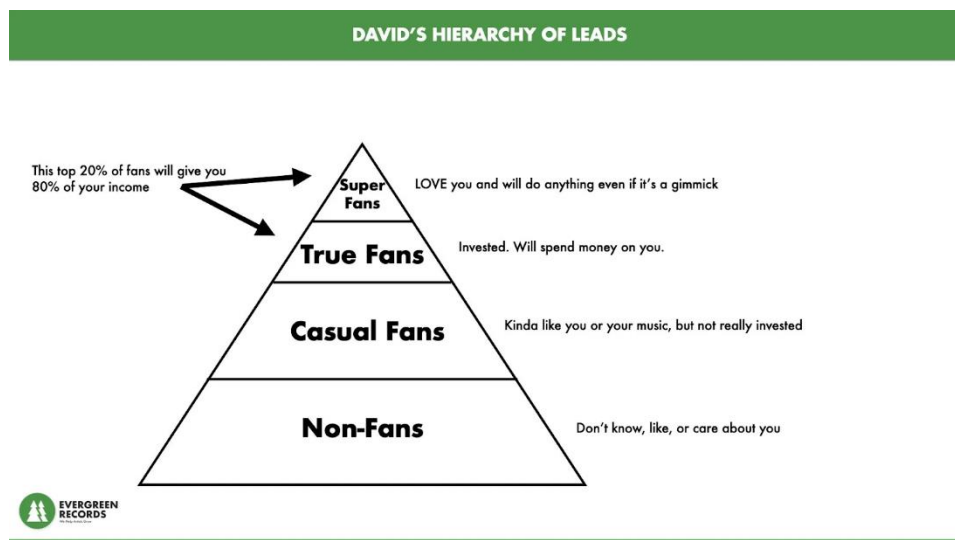 DAVID'S HIERARCHY OF LEADS
This top 20% of fans will give you
80% of your income
Super
Fans
LOVE you and will do anything even if it's a gimmick
True Fans
Invested. Will spend money on you.
Casual Fans
Kinda like you or your music, but not really invested
Non-Fans
Don't know, like, or care about you
EVERGREEN
RECORDS